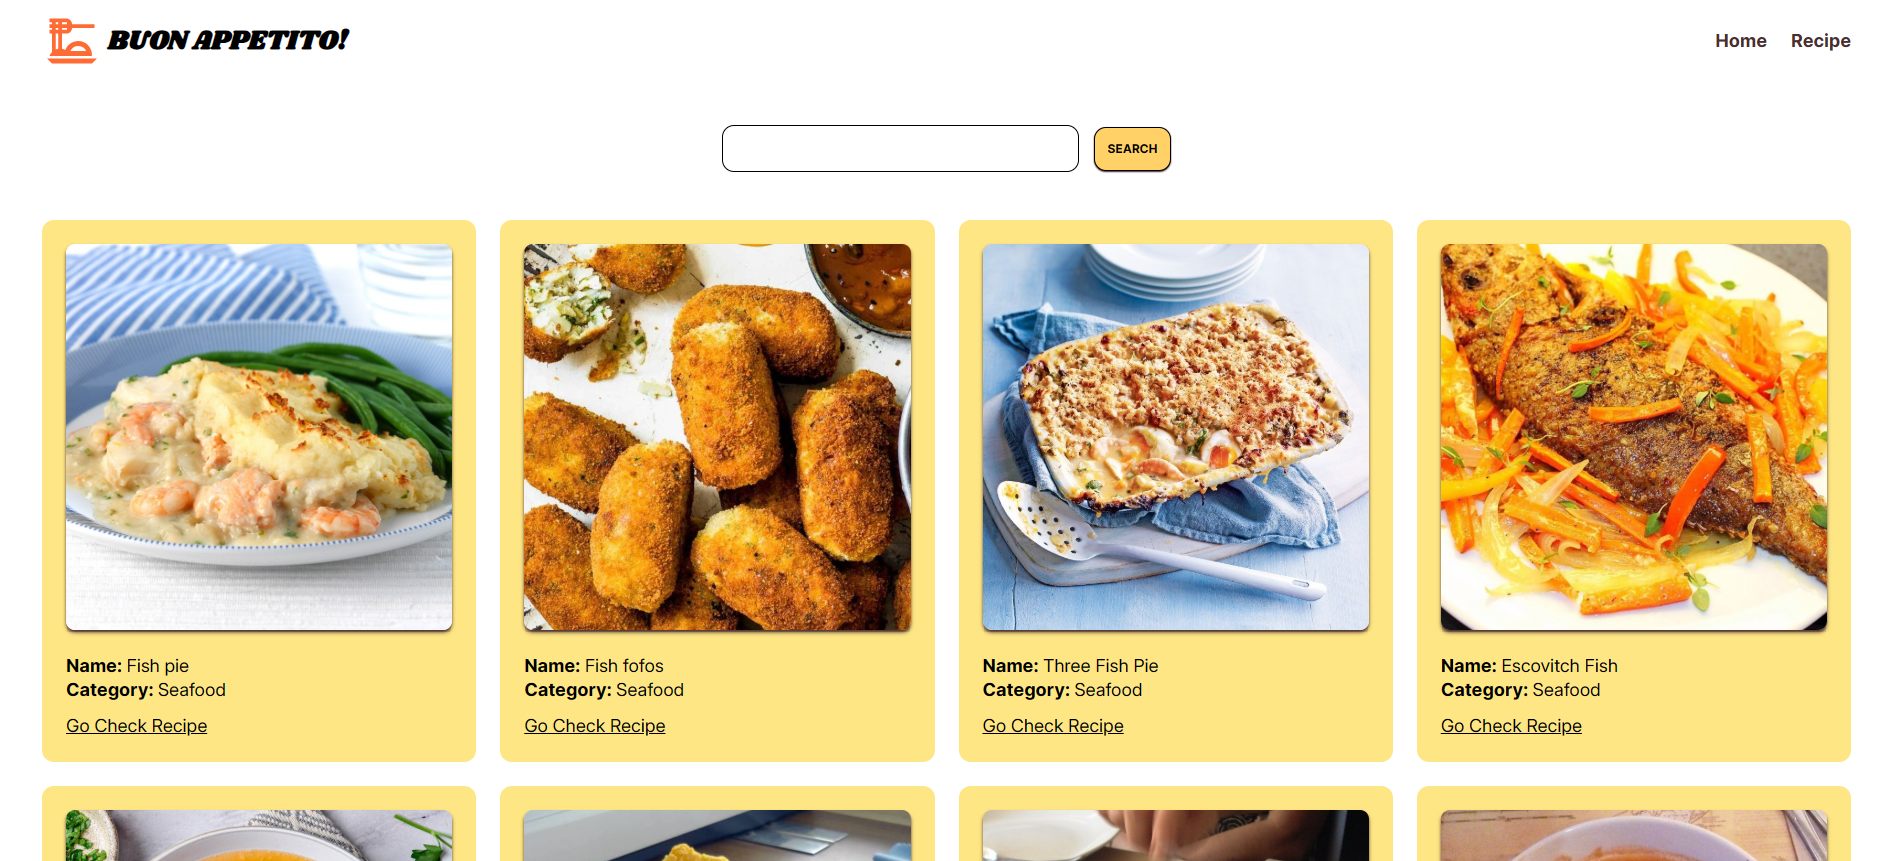 BUON APPETITO!
Home
Recipe
SEARCH
Name: Fish pie
Category: Seafood
Go Check Recipe
Name: Fish fofos
Category: Seafood
Go Check Recipe
Name: Three Fish Pie
Category: Seafood
Go Check Recipe
Name: Escovitch Fish
Category: Seafood
Go Check Recipe